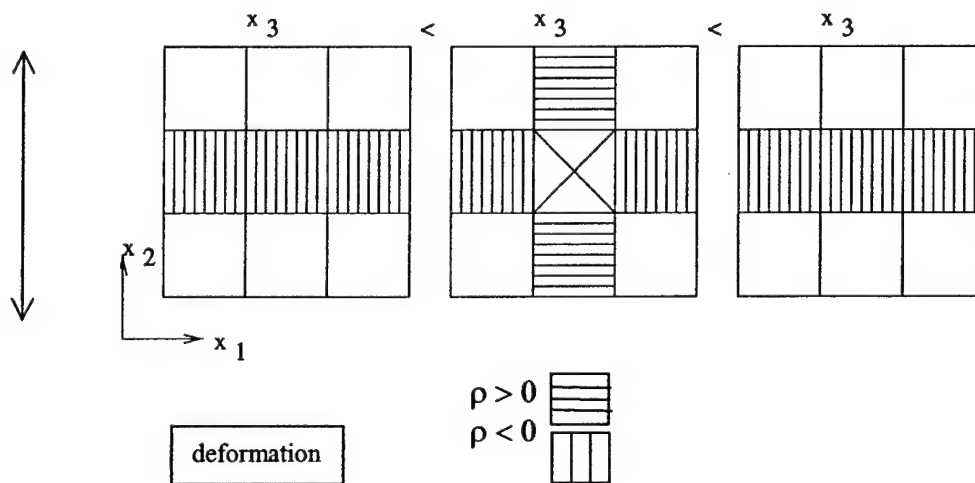 x 3 < x 3 < x 3
x 2
x 1
ρ > 0
ρ < 0
deformation